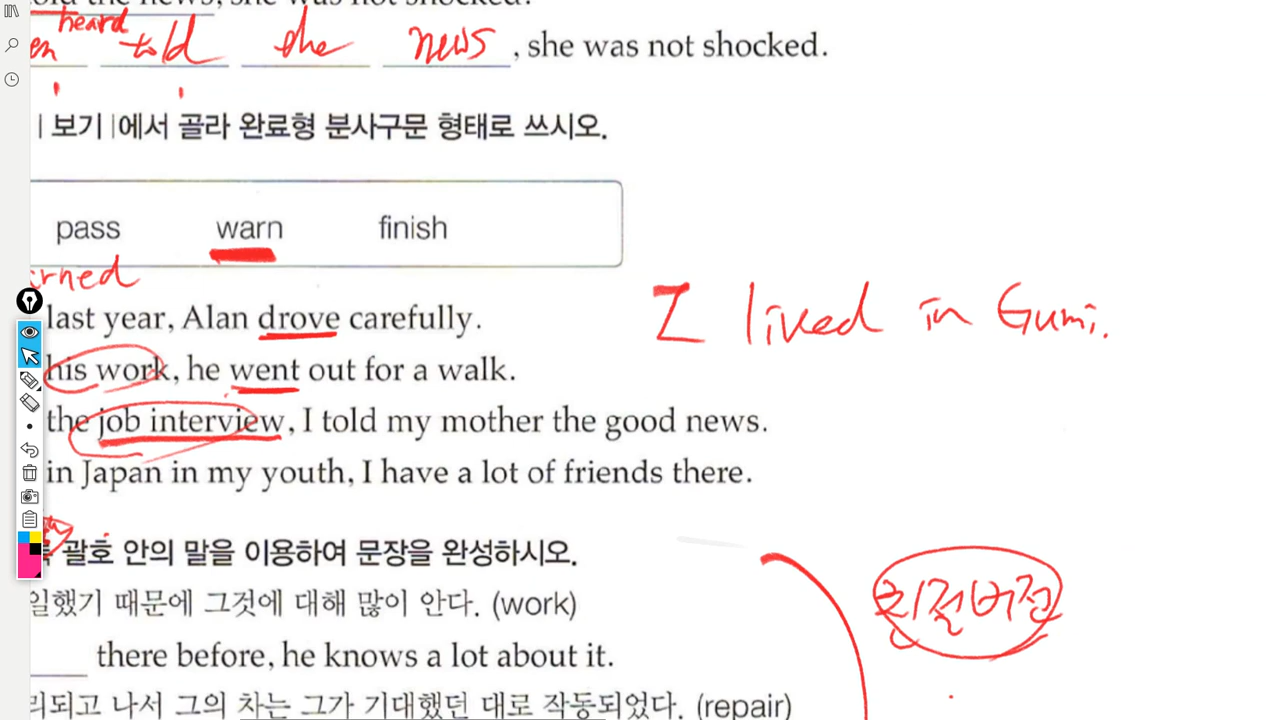 heard
told the news, she was not shocked.
보기에서 골라 완료형 분사구문 형태로 쓰시오.
pass warn finish
last year, Alan drove carefully.
I lived in Gumi.
his work, he went out for a walk.
the job interview, I told my mother the good news.
in Japan in my youth, I have a lot of friends there.
괄호 안의 말을 이용하여 문장을 완성하시오.
일했기 때문에 그것에 대해 많이 안다. (work)
친절버전
there before, he knows a lot about it.
리되고 나서 그의 차는 그가 기대했던 대로 작동되었다. (repair)